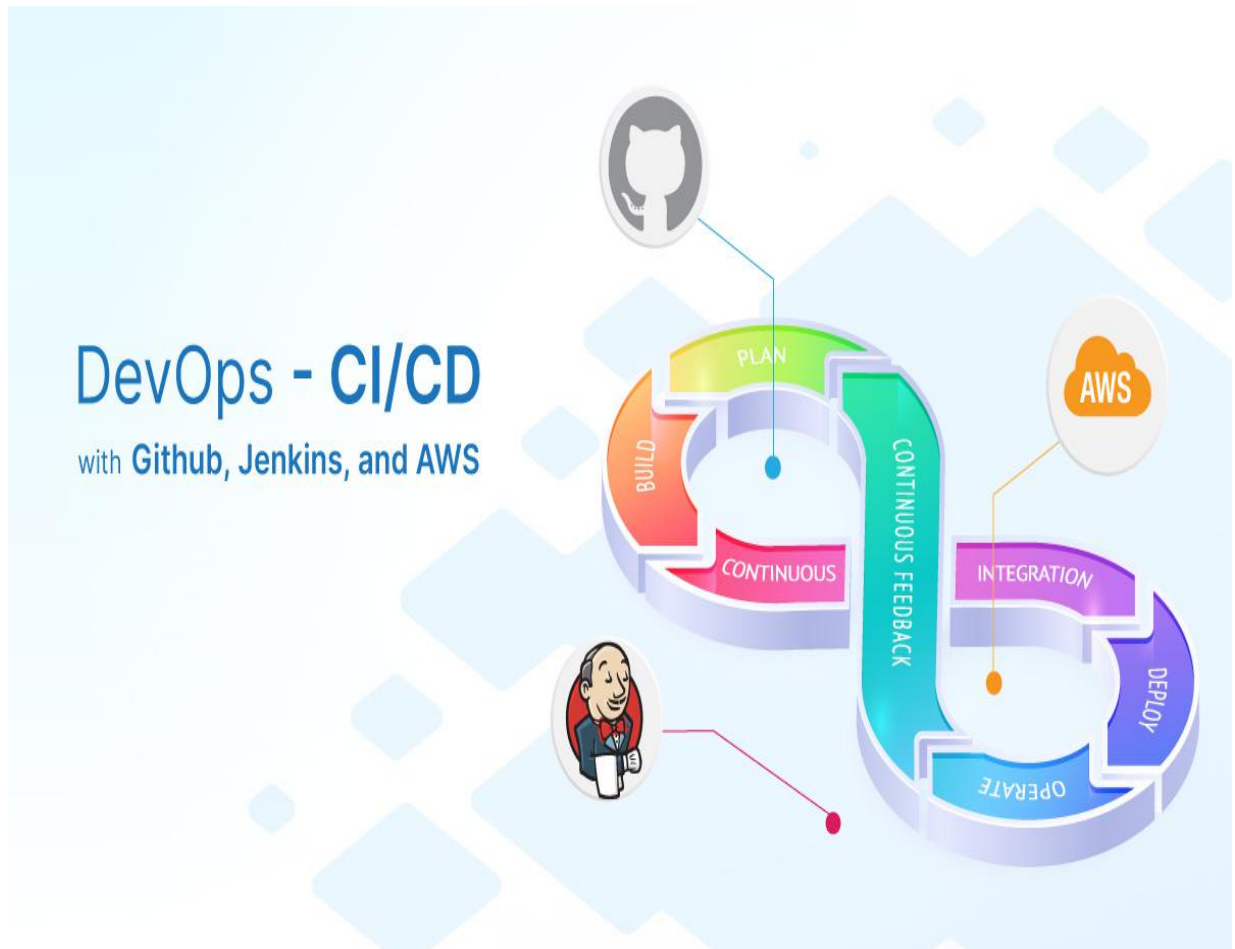 DevOps - CI/CD
with Github, Jenkins, and AWS
PLAN
BUILD
CONTINUOUS
CONTINUOUS FEEDBACK
INTEGRATION
DEPLOY
OPERATE
AWS